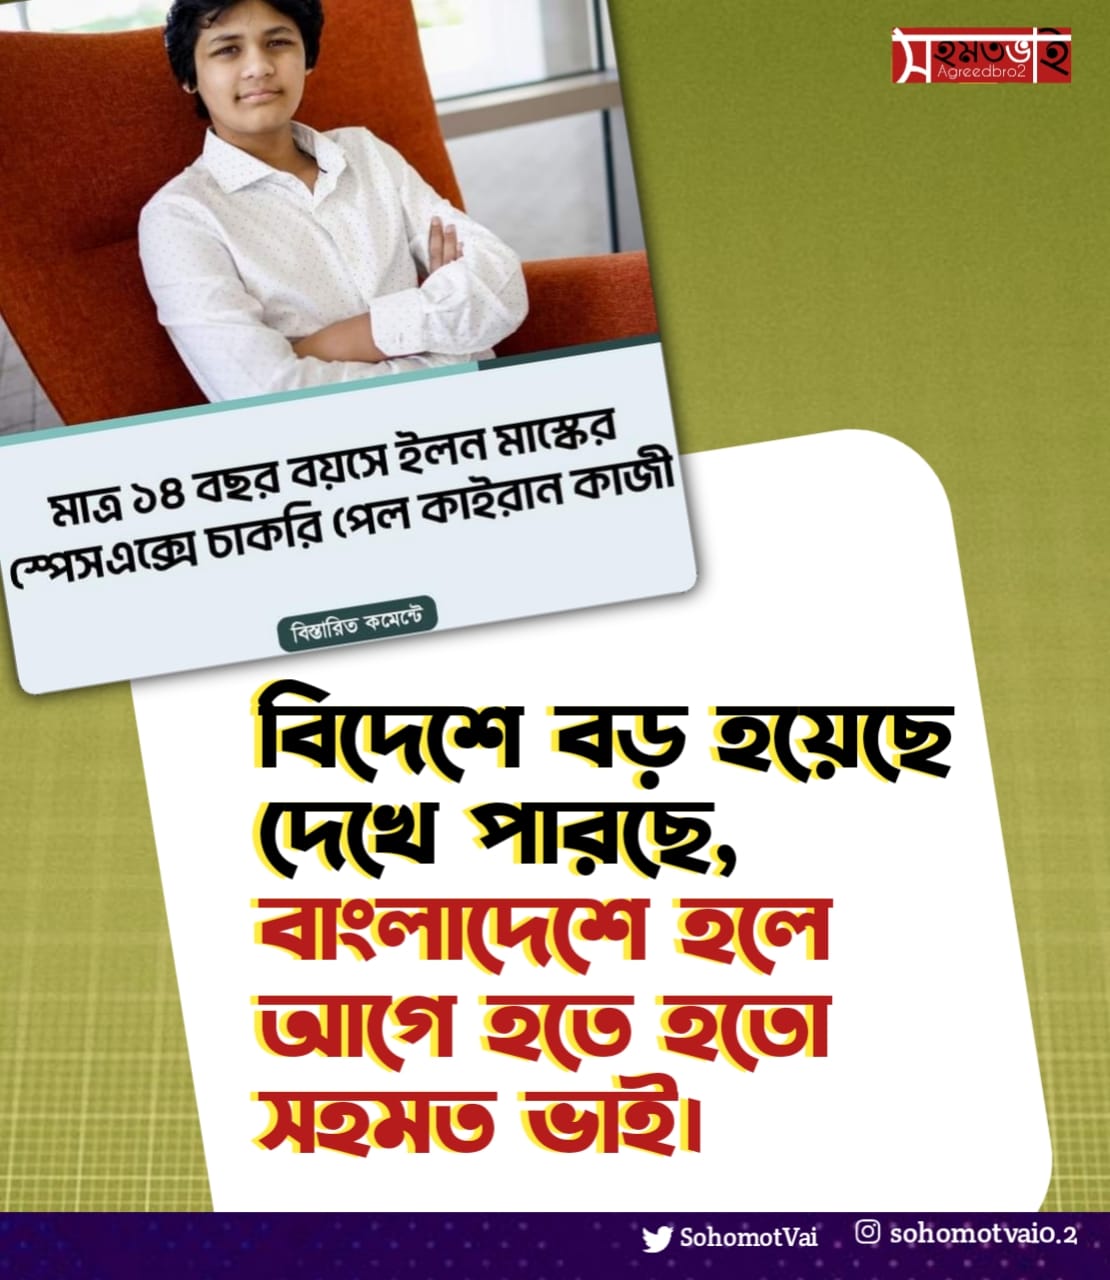 সহমতভাই
Agreedbro2
মাত্র ১৪ বছর বয়সে ইলন মাস্কের
স্পেসএক্সে চাকরি পেল কাইরান কাজী
বিস্তারিত কমেন্টে
বিদেশে বড় হয়েছে
দেখে পারছে,
বাংলাদেশে হলে
আগে হতে হতো
সহমত ভাই।
SohomotVai
sohomotvaio.2